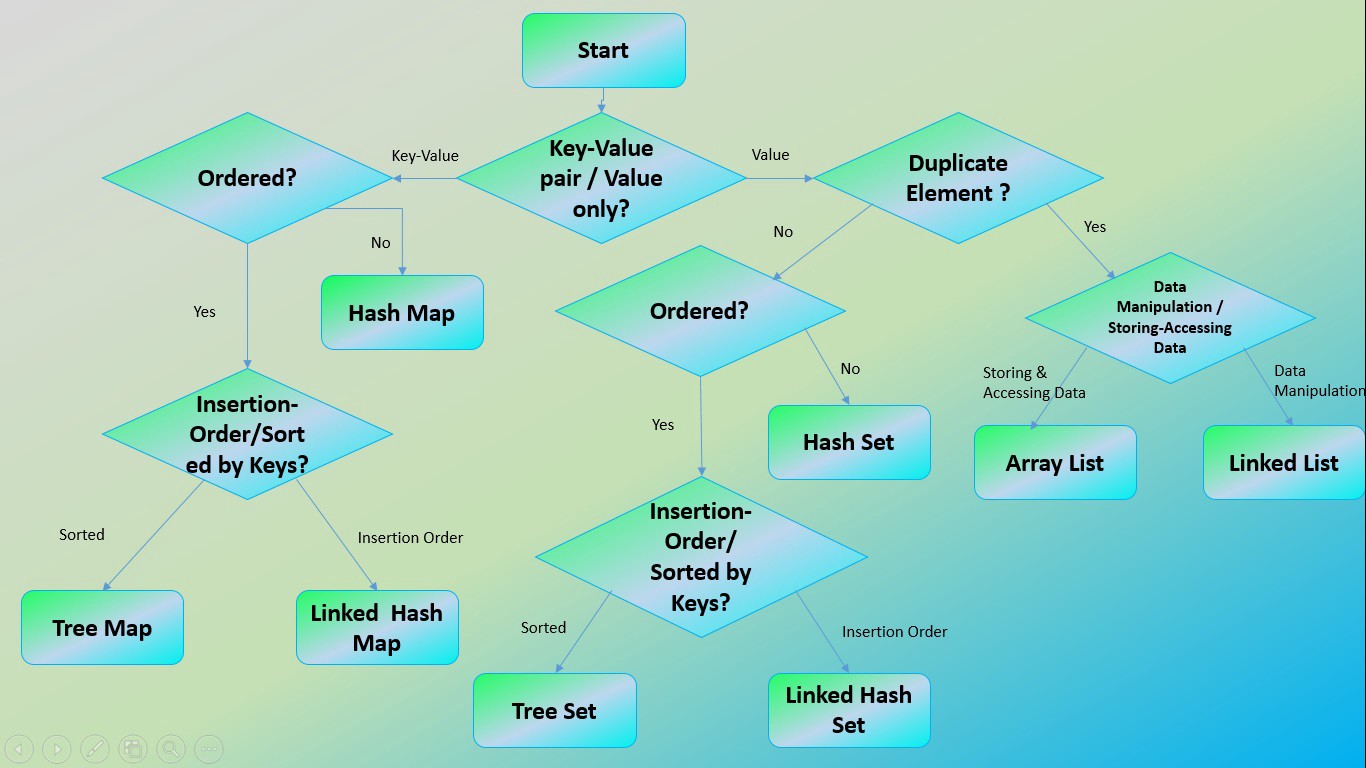 Start
Key-Value
pair / Value
only?
Key-Value
Value
Ordered?
No
Hash Map
Yes
Insertion-
Order/Sort
ed by Keys?
Sorted
Insertion Order
Tree Map
Linked  Hash
Map
Duplicate
Element ?
No
Yes
Ordered?
No
Hash Set
Yes
Insertion-
Order/
Sorted by
Keys?
Sorted
Insertion Order
Tree Set
Linked Hash
Set
Data
Manipulation /
Storing-Accessing
Data
Storing &
Accessing Data
Data
Manipulation
Array List
Linked List